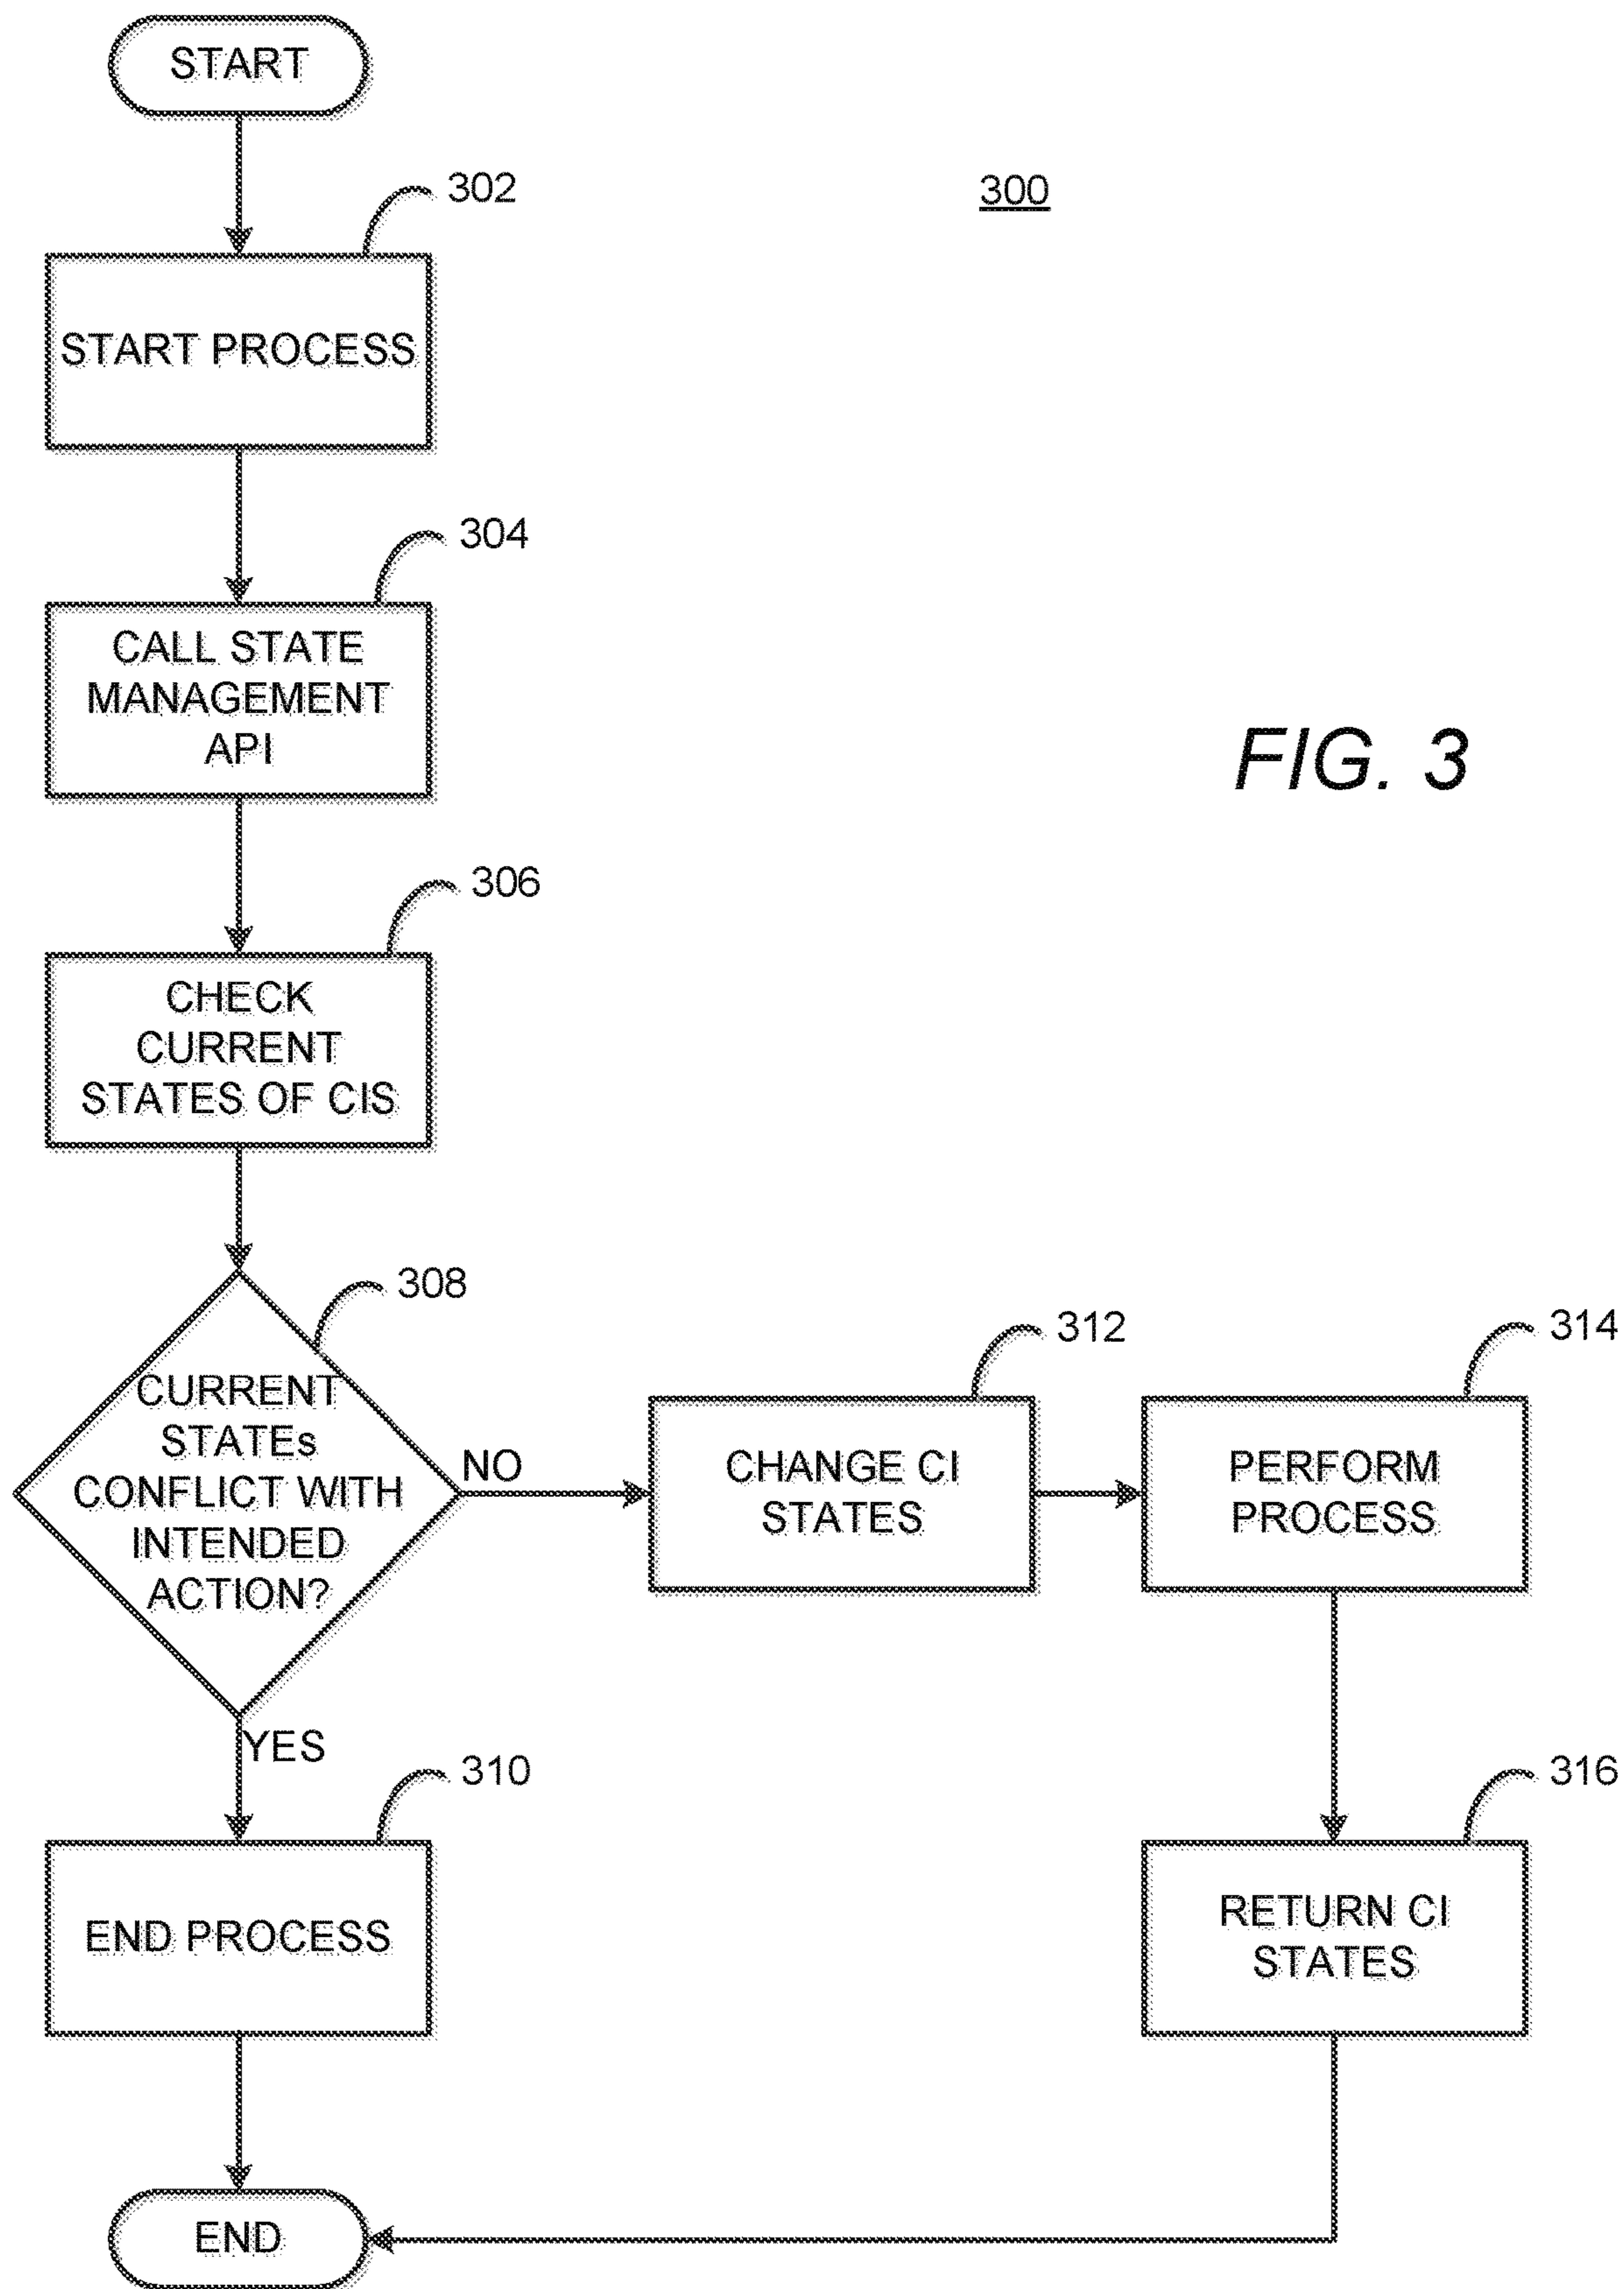 START
302
300
START PROCESS
304
CALL STATE
MANAGEMENT
API
FIG. 3
306
CHECK
CURRENT
STATES OF CIS
308
CURRENT
STATEs
CONFLICT WITH
INTENDED
ACTION?
NO
312
CHANGE CI
STATES
314
PERFORM
PROCESS
YES
310
END PROCESS
316
RETURN CI
STATES
END